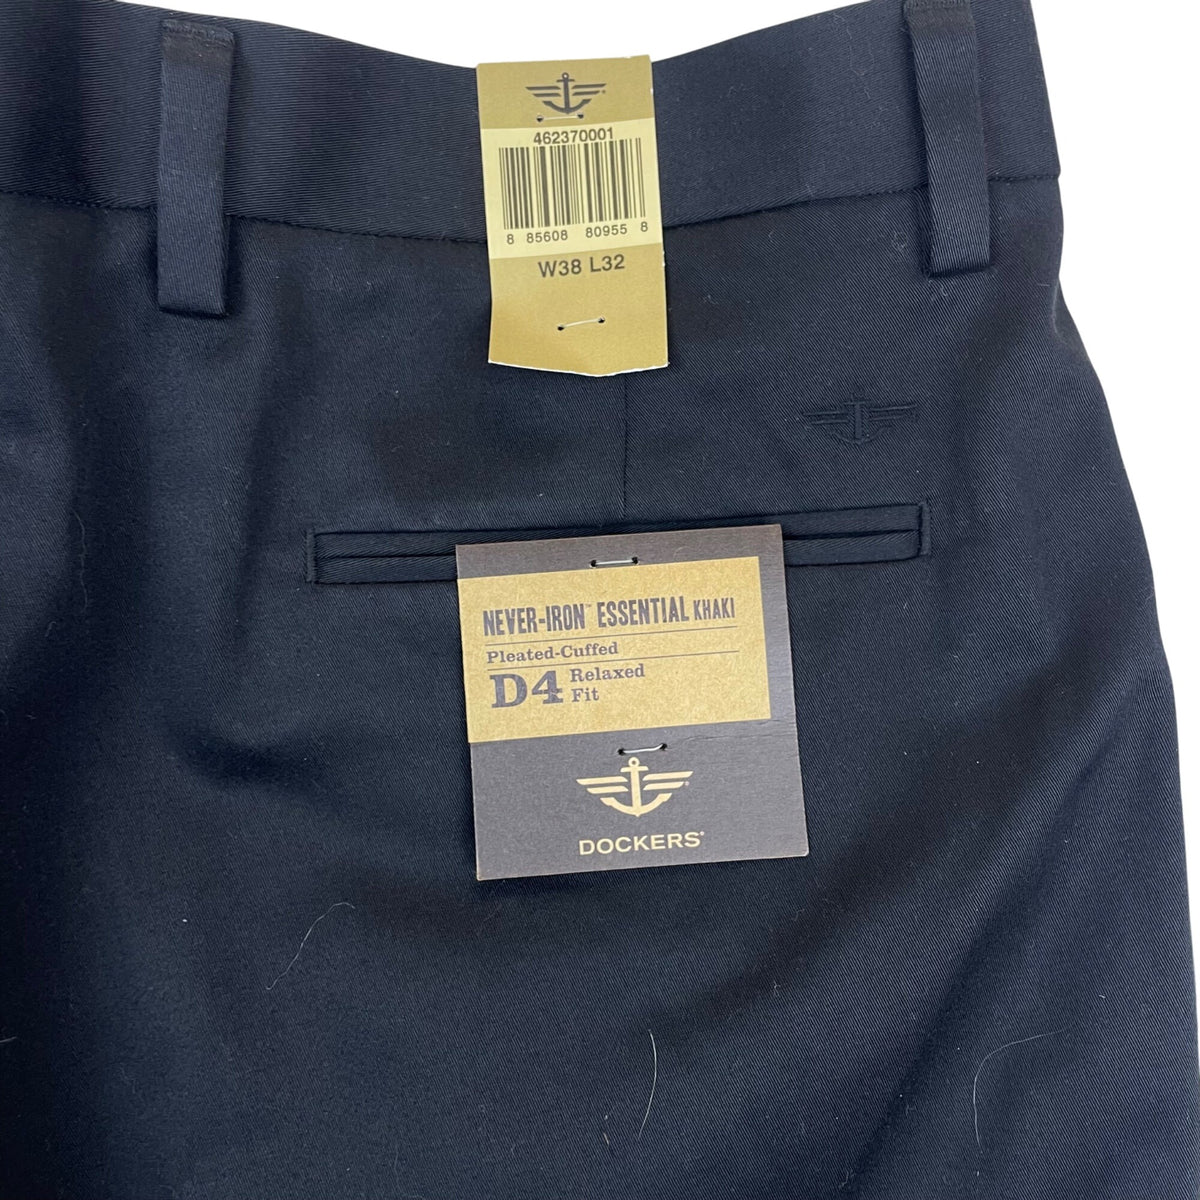 462370001
8 85608 80955 8
W38 L32
NEVER-IRON™ ESSENTIAL KHAKI
Pleated-Cuffed
D4 Relaxed
Fit
DOCKERS®